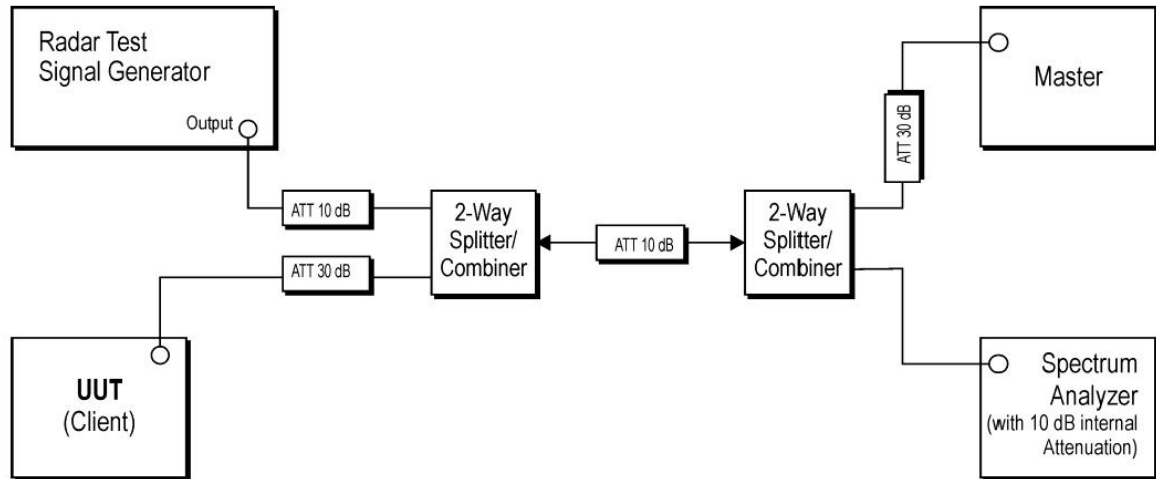 Radar Test
Signal Generator
Output
ATT 10 dB
ATT 30 dB
UUT
(Client)
2-Way
Splitter/
Combiner
ATT 10 dB
2-Way
Splitter/
Combiner
ATT 30 dB
Master
Spectrum
Analyzer
(with 10 dB internal
Attenuation)